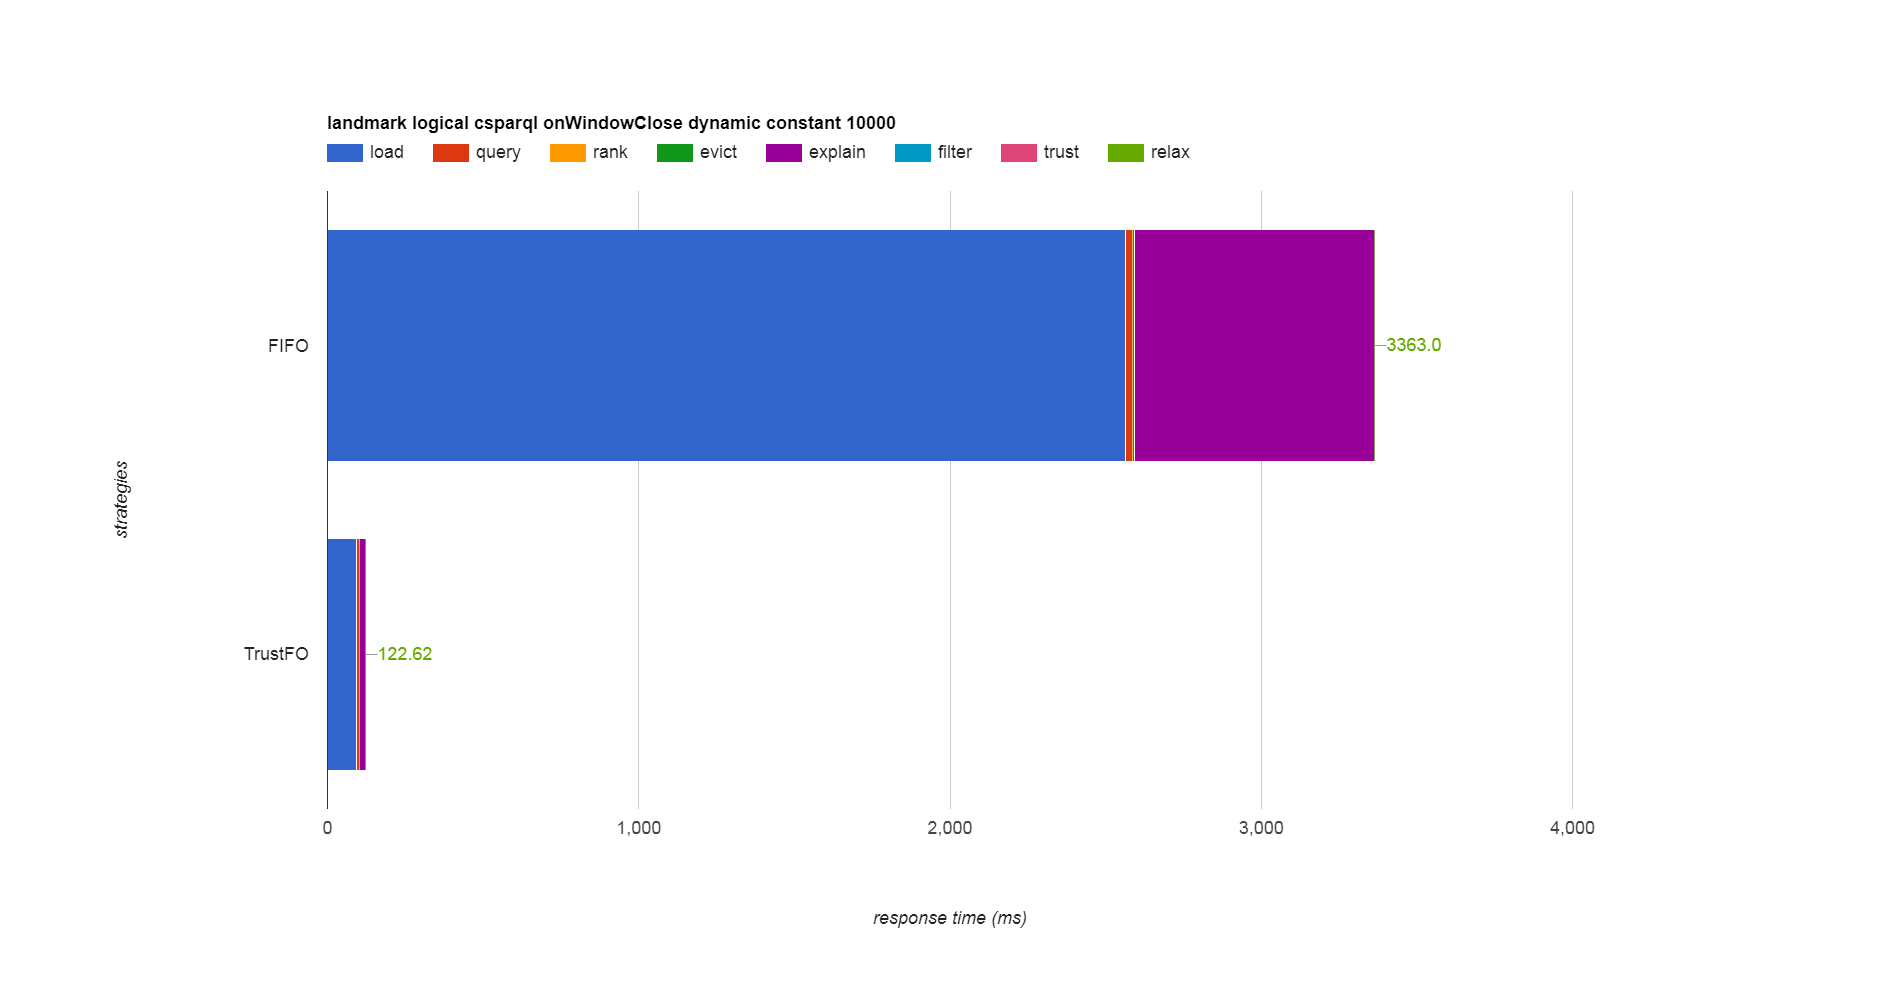 landmark logical csparql onWindowClose dynamic constant 10000
load query rank evict explain filter trust relax
FIFO
3363.0
strategies
TrustFO
122.62
0 1,000 2,000 3,000 4,000
response time (ms)